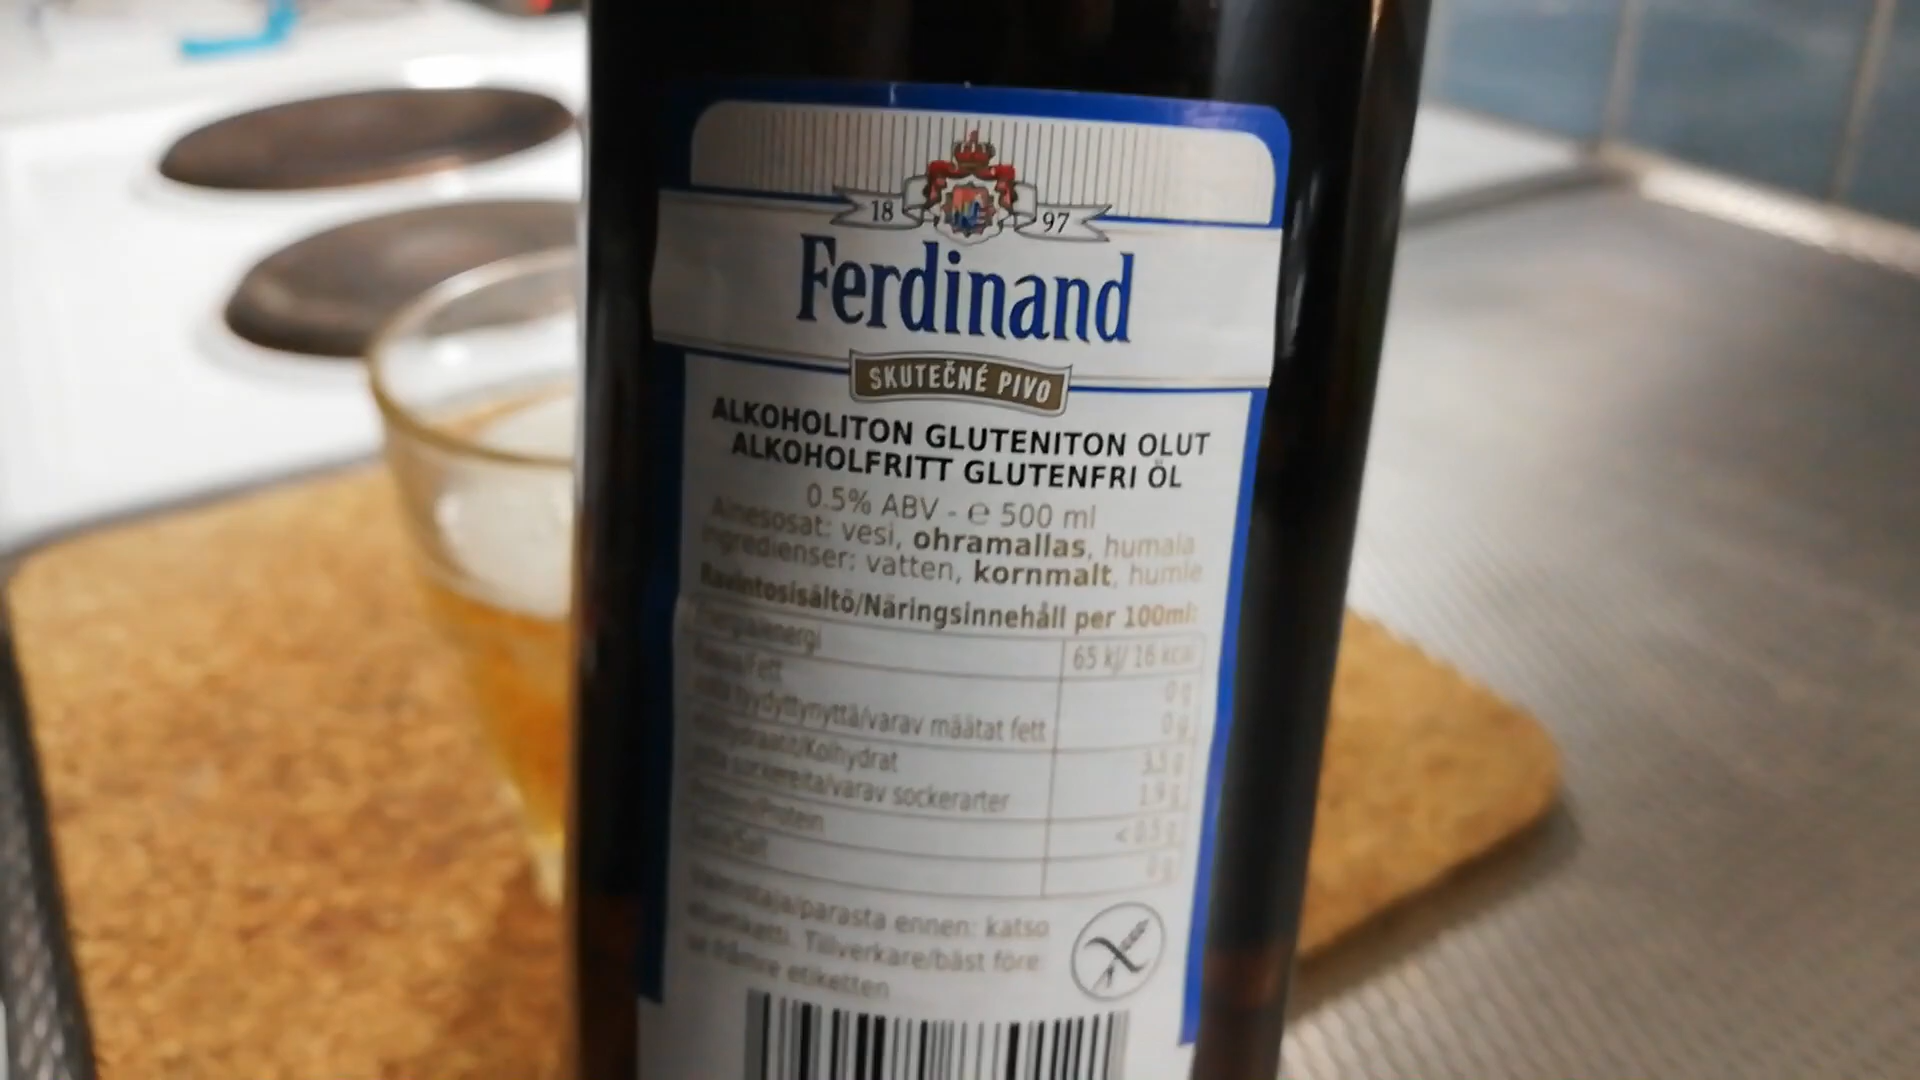 18 97
Ferdinand
SKUTEČNÉ PIVO
ALKOHOLITON GLUTENITON OLUT
ALKOHOLFRITT GLUTENFRI ÖL
0.5% ABV - ℮ 500 ml
Ainesosat: vesi, ohramallas, humala
Ingredienser: vatten, kornmalt, humle
Ravintosisältö/Näringsinnehåll per 100ml:
Energia/energi 65 kJ/ 16 kcal
Rasva/Fett 0 g
tyydyttynyttä/varav määtat fett 0 g
Hiilihydraatit/Kolhydrat 3,5 g
sokereita/varav sockerarter 1,9 g
Proteiini/Protein < 0,5 g
Suola/Salt 0 g
Valmistaja/parasta ennen: katso
etuetiketti. Tillverkare/bäst före:
se främre etiketten